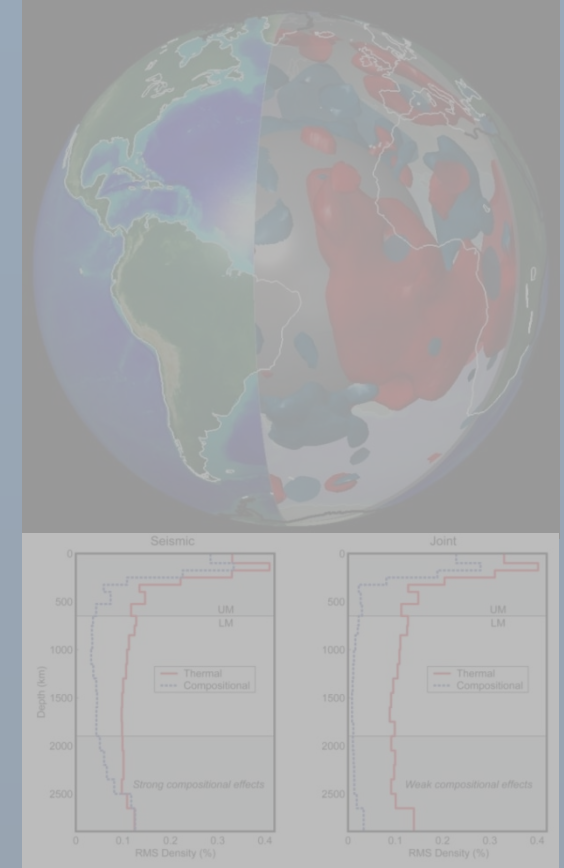 Seismic
0
500
1000
1500
2000
2500
Depth (km)
UM
LM
Thermal
Compositional
Strong compositional effects
0 0.1 0.2 0.3 0.4
RMS Density (%)
Joint
0
500
1000
1500
2000
2500
UM
LM
Thermal
Compositional
Weak compositional effects
0 0.1 0.2 0.3 0.4
RMS Density (%)